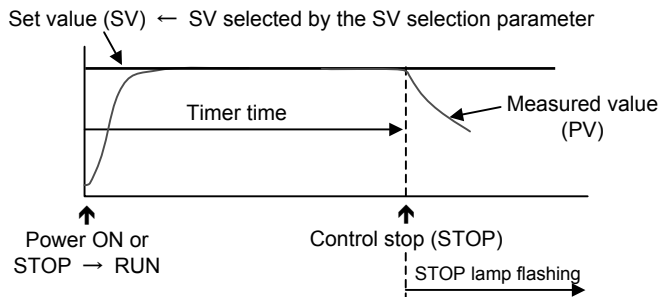 Set value (SV) ← SV selected by the SV selection parameter
Timer time
Measured value
(PV)
Power ON or
STOP → RUN
Control stop (STOP)
STOP lamp flashing